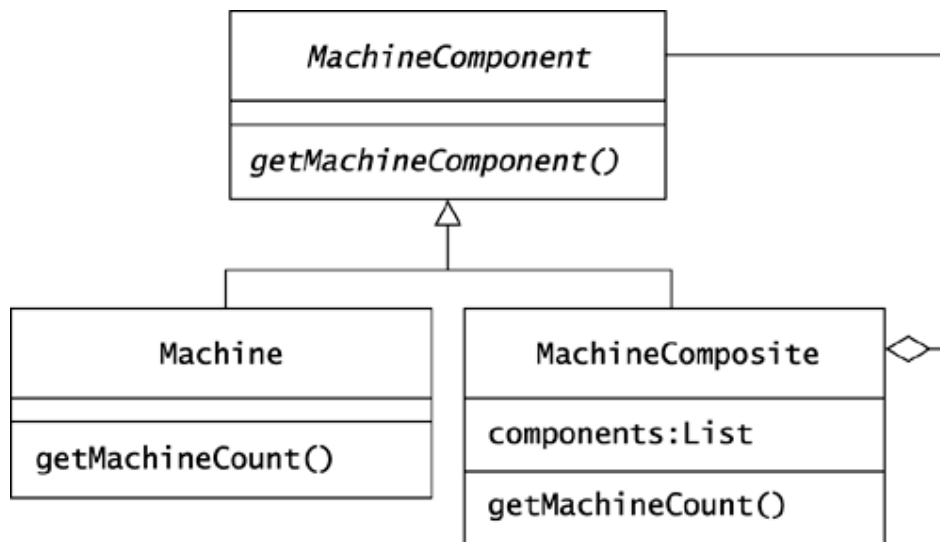 MachineComponent
getMachineComponent()
Machine
getMachineCount()
MachineComposite
components:List
getMachineCount()